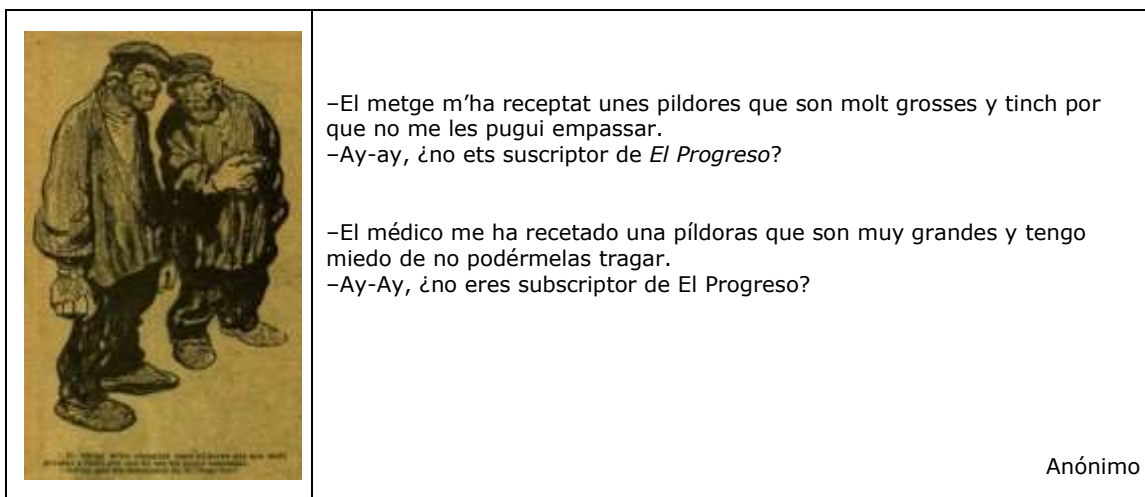 –El metge m’ha receptat unes pildores que son molt grosses y tinch por
que no me les pugui empassar.
–Ay-ay, ¿no ets suscriptor de El Progreso?
–El médico me ha recetado una píldoras que son muy grandes y tengo
miedo de no podérmelas tragar.
–Ay-Ay, ¿no eres subscriptor de El Progreso?
Anónimo